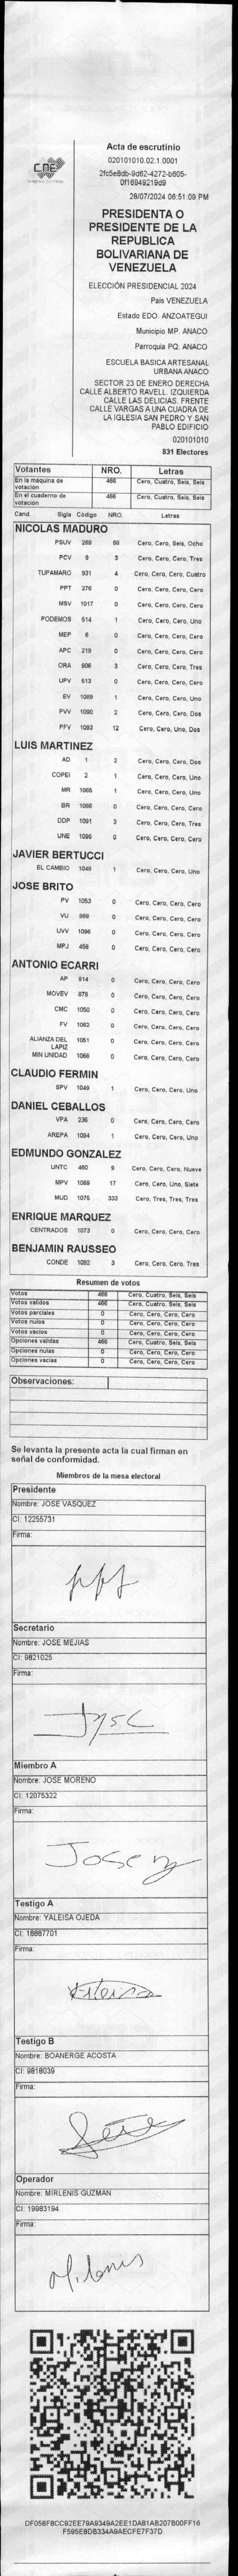 CNE
Acta de escrutinio
020101010.02.1.0001
28/07/2024 06:51:09 PM
PRESIDENTA O
PRESIDENTE DE LA
REPUBLICA
BOLIVARIANA DE
VENEZUELA
ELECCIÓN PRESIDENCIAL 2024
Pais VENEZUELA
Estado EDO. ANZOATEGUI
Municipio MP. ANACO
Parroquia PQ. ANACO
ESCUELA BASICA ARTESANAL
URBANA ANACO
SECTOR 23 DE ENERO DERECHA
CALLE ALBERTO RAVELL. IZQUIERDA
CALLE LAS DELICIAS. FRENTE
CALLE VARGAS A UNA CUADRA DE
LA IGLESIA SAN PEDRO Y SAN
PABLO EDIFICIO
020101010
831 Electores
Votantes NRO. Letras
En la máquina de votación 466 Cero, Cuatro, Seis, Seis
En el cuaderno de votación 466 Cero, Cuatro, Seis, Seis
Cand. Sigla Código NRO. Letras
NICOLAS MADURO
PSUV 269 68 Cero, Cero, Seis, Ocho
PCV 9 3 Cero, Cero, Cero, Tres
TUPAMARO 931 4 Cero, Cero, Cero, Cuatro
PPT 276 0 Cero, Cero, Cero, Cero
MSV 1017 0 Cero, Cero, Cero, Cero
PODEMOS 514 1 Cero, Cero, Cero, Uno
MEP 6 0 Cero, Cero, Cero, Cero
APC 219 0 Cero, Cero, Cero, Cero
ORA 906 3 Cero, Cero, Cero, Tres
UPV 513 0 Cero, Cero, Cero, Cero
EV 1089 1 Cero, Cero, Cero, Uno
PVV 1090 2 Cero, Cero, Cero, Dos
PFV 1093 12 Cero, Cero, Uno, Dos
LUIS MARTINEZ
AD 1 2 Cero, Cero, Cero, Dos
COPEI 2 1 Cero, Cero, Cero, Uno
MR 1065 1 Cero, Cero, Cero, Uno
BR 1066 0 Cero, Cero, Cero, Cero
DDP 1091 3 Cero, Cero, Cero, Tres
UNE 1095 0 Cero, Cero, Cero, Cero
JAVIER BERTUCCI
EL CAMBIO 1048 1 Cero, Cero, Cero, Uno
JOSE BRITO
PV 1053 0 Cero, Cero, Cero, Cero
VU 988 0 Cero, Cero, Cero, Cero
UVV 1096 0 Cero, Cero, Cero, Cero
MPJ 458 0 Cero, Cero, Cero, Cero
ANTONIO ECARRI
AP 814 0 Cero, Cero, Cero, Cero
MOVEV 878 0 Cero, Cero, Cero, Cero
CMC 1050 0 Cero, Cero, Cero, Cero
FV 1082 0 Cero, Cero, Cero, Cero
ALIANZA DEL LAPIZ 1051 0 Cero, Cero, Cero, Cero
MIN UNIDAD 1068 0 Cero, Cero, Cero, Cero
CLAUDIO FERMIN
SPV 1049 1 Cero, Cero, Cero, Uno
DANIEL CEBALLOS
VPA 236 0 Cero, Cero, Cero, Cero
AREPA 1094 1 Cero, Cero, Cero, Uno
EDMUNDO GONZALEZ
UNTC 460 9 Cero, Cero, Cero, Nueve
MPV 1069 17 Cero, Cero, Uno, Siete
MUD 1075 333 Cero, Tres, Tres, Tres
ENRIQUE MARQUEZ
CENTRADOS 1073 0 Cero, Cero, Cero, Cero
BENJAMIN RAUSSEO
CONDE 1092 3 Cero, Cero, Cero, Tres
Resumen de votos
Votos 466 Cero, Cuatro, Seis, Seis
Votos validos 466 Cero, Cuatro, Seis, Seis
Votos parciales 0 Cero, Cero, Cero, Cero
Votos nulos 0 Cero, Cero, Cero, Cero
Votos vacios 0 Cero, Cero, Cero, Cero
Opciones válidas 466 Cero, Cuatro, Seis, Seis
Opciones nulas 0 Cero, Cero, Cero, Cero
Opciones vacías 0 Cero, Cero, Cero, Cero
Observaciones:
Se levanta la presente acta la cual firman en
señal de conformidad.
Miembros de la mesa electoral
Presidente
Nombre: JOSE VASQUEZ
CI: 12255731
Firma:
Secretario
Nombre: JOSE MEJIAS
CI: 9821025
Firma:
Miembro A
Nombre: JOSE MORENO
CI: 12075322
Firma:
Jose M
Testigo A
Nombre: YALEISA OJEDA
CI: 18887701
Firma:
Testigo B
Nombre: BOANERGE ACOSTA
CI: 9818039
Firma:
Operador
Nombre: MIRLENIS GUZMAN
CI: 19983194
Firma:
DF058F8CC92EE79A9349A2EE1DA81AB207B00FF16
F595E8DB334A9AECFE7F37D